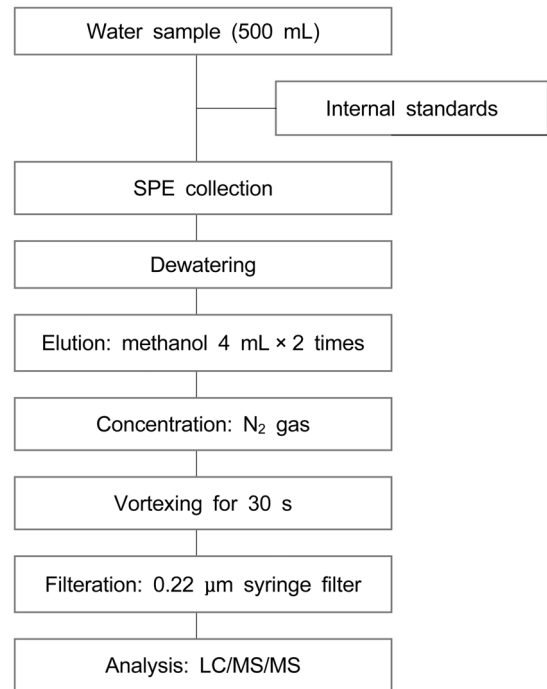 Water sample (500 mL)
Internal standards
SPE collection
Dewatering
Elution: methanol 4 mL × 2 times
Concentration: N₂ gas
Vortexing for 30 s
Filteration: 0.22 μm syringe filter
Analysis: LC/MS/MS